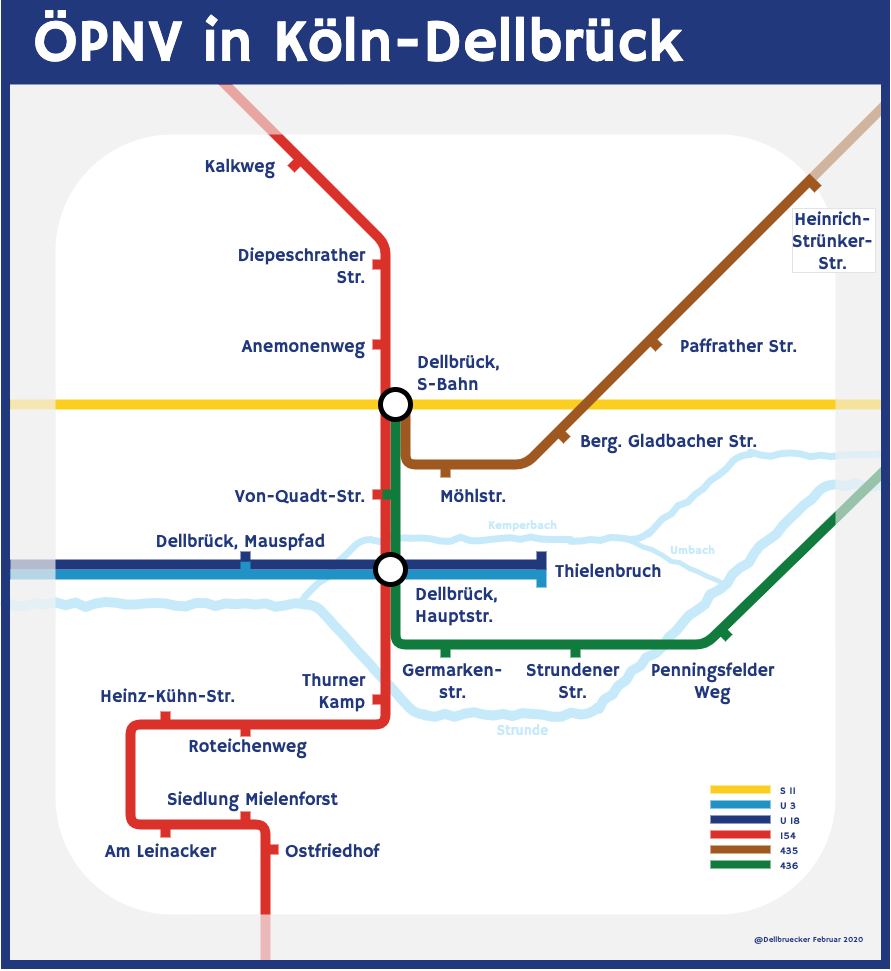 ÖPNV in Köln-Dellbrück
Kalkweg
Heinrich-
Strünker-
Str.
Diepeschrather
Str.
Anemonenweg
Paffrather Str.
Dellbrück,
S-Bahn
Berg. Gladbacher Str.
Von-Quadt-Str.
Möhlstr.
Kemperbach
Dellbrück, Mauspfad
Umbach
Thielenbruch
Dellbrück,
Hauptstr.
Germarken-
str.
Strundener
Str.
Penningsfelder
Weg
Thurner
Kamp
Heinz-Kühn-Str.
Strunde
Roteichenweg
Siedlung Mielenforst
Am Leinacker
Ostfriedhof
S 11
U 3
U 18
154
435
436
@Dellbruecker Februar 2020